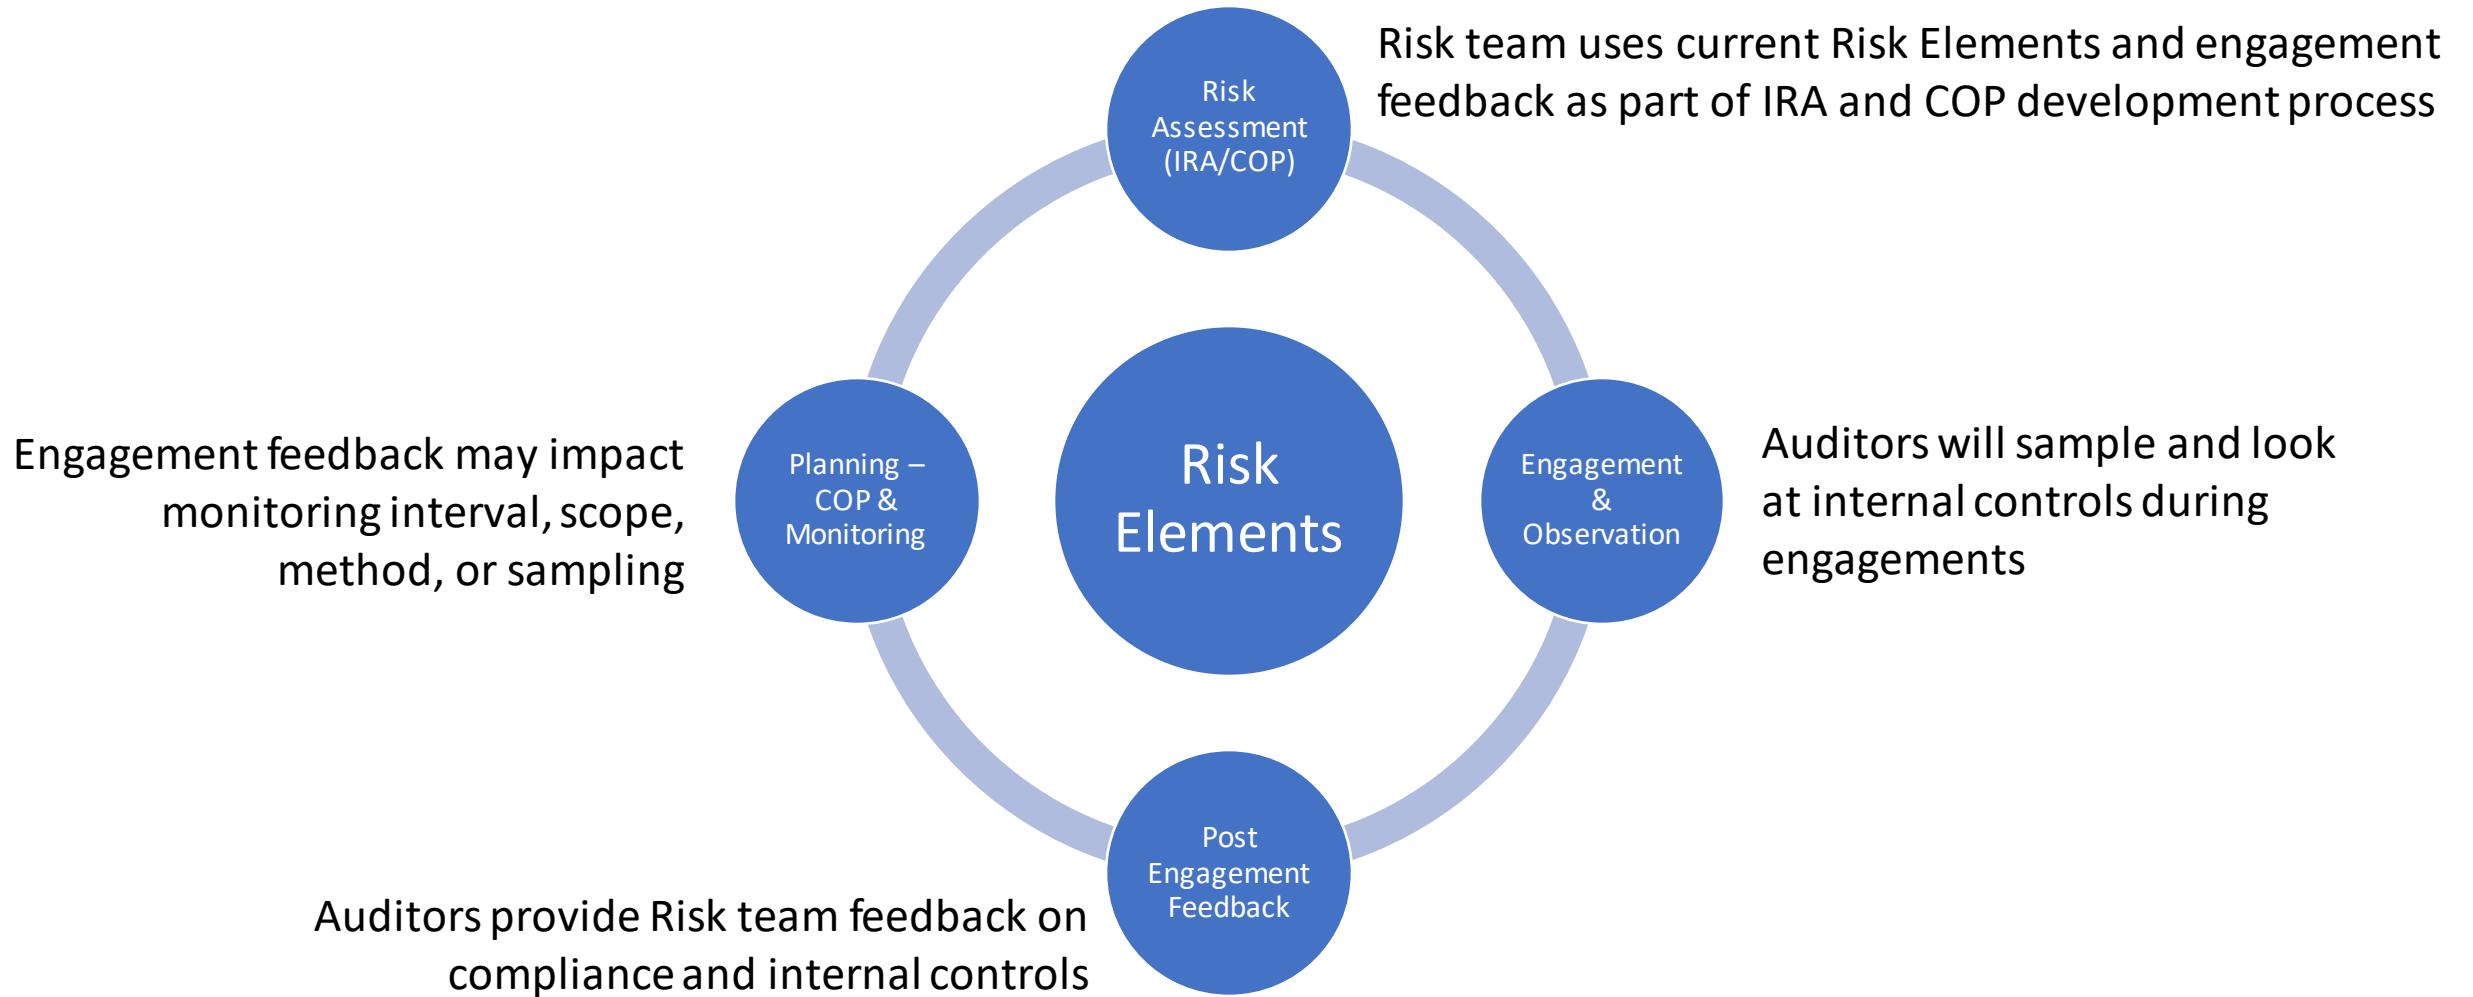 Risk
Assessment
(IRA/COP)
Risk team uses current Risk Elements and engagement
feedback as part of IRA and COP development process
Risk
Elements
Engagement
&
Observation
Auditors will sample and look
at internal controls during
engagements
Post
Engagement
Feedback
Auditors provide Risk team feedback on
compliance and internal controls
Planning –
COP &
Monitoring
Engagement feedback may impact
monitoring interval, scope,
method, or sampling